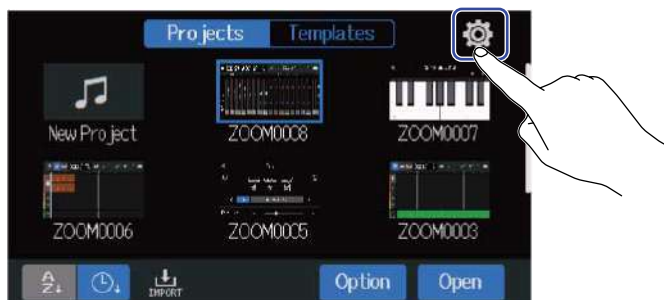 Projects Templates
New Project ZOOM0008 ZOOM0007
ZOOM0006 ZOOM0005 ZOOM0003
A Z IMPORT Option Open